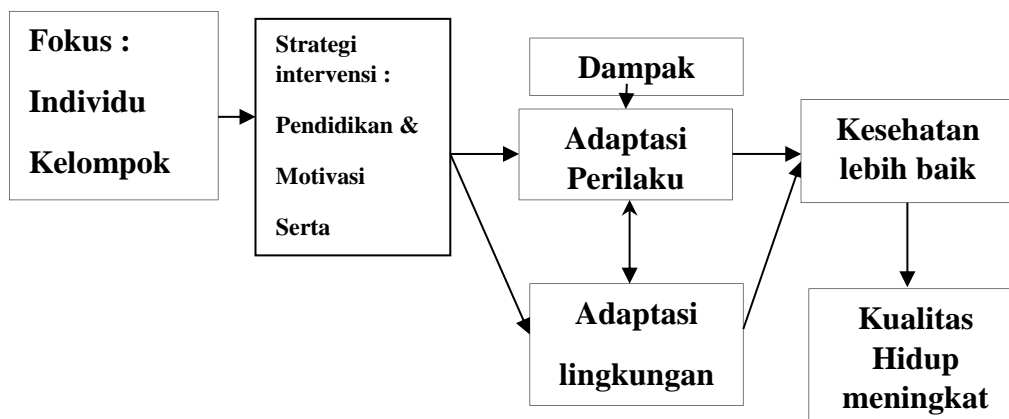 Fokus :
Individu
Kelompok
Strategi
intervensi :
Pendidikan &
Motivasi
Serta
Dampak
Adaptasi
Perilaku
Adaptasi
lingkungan
Kesehatan
lebih baik
Kualitas
Hidup
meningkat